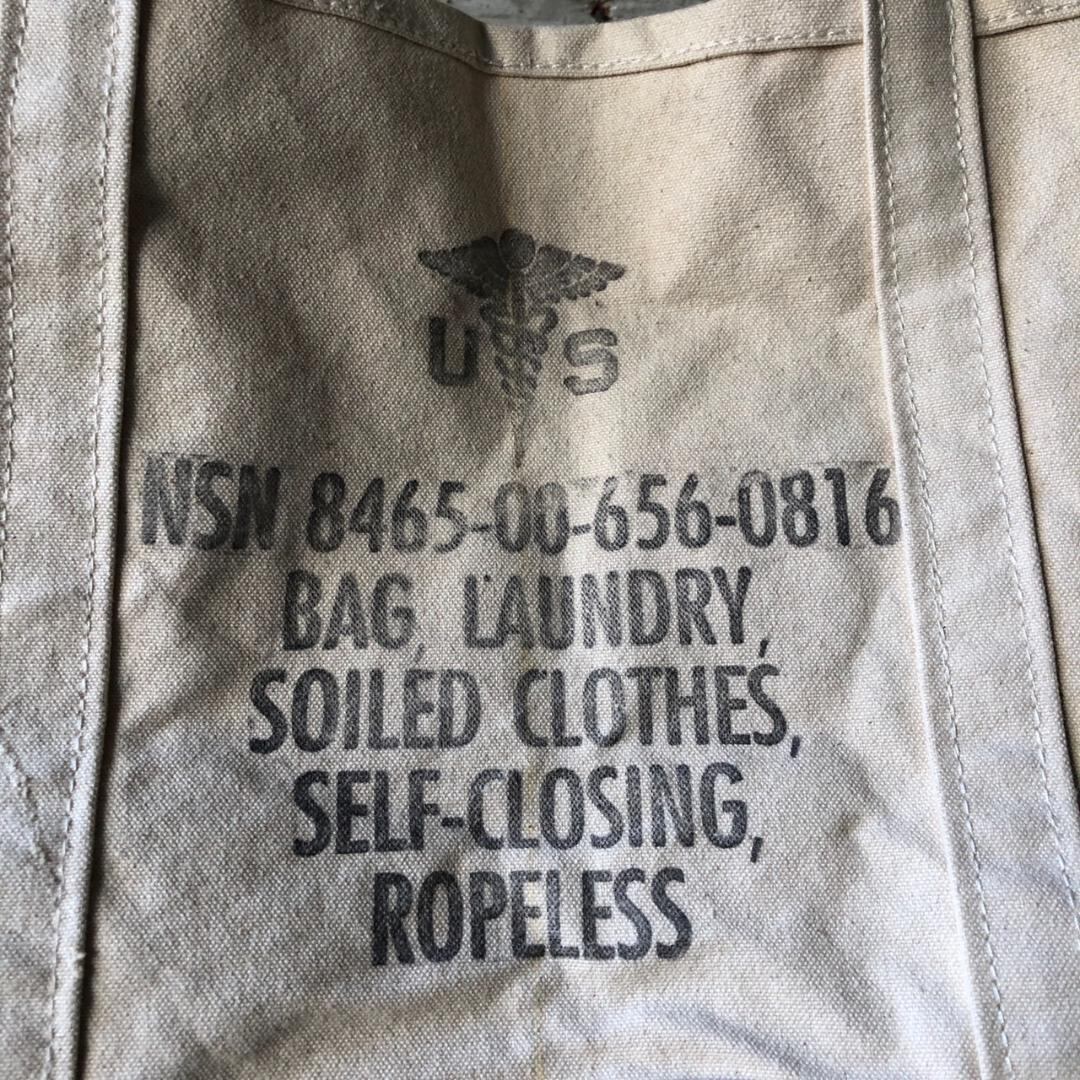 U S
NSN 8465-00-656-0816
BAG, LAUNDRY,
SOILED CLOTHES,
SELF-CLOSING,
ROPELESS